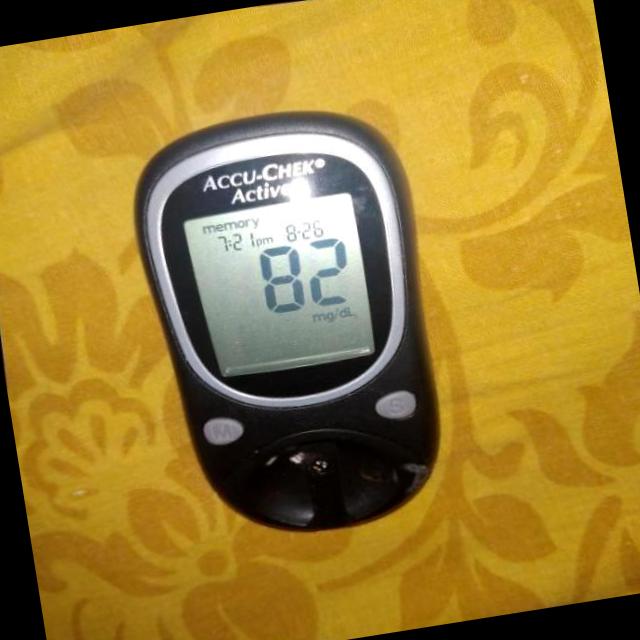 ACCU-CHEK®
Active
memory
7:21pm 8-26
82
mg/dL
M
S